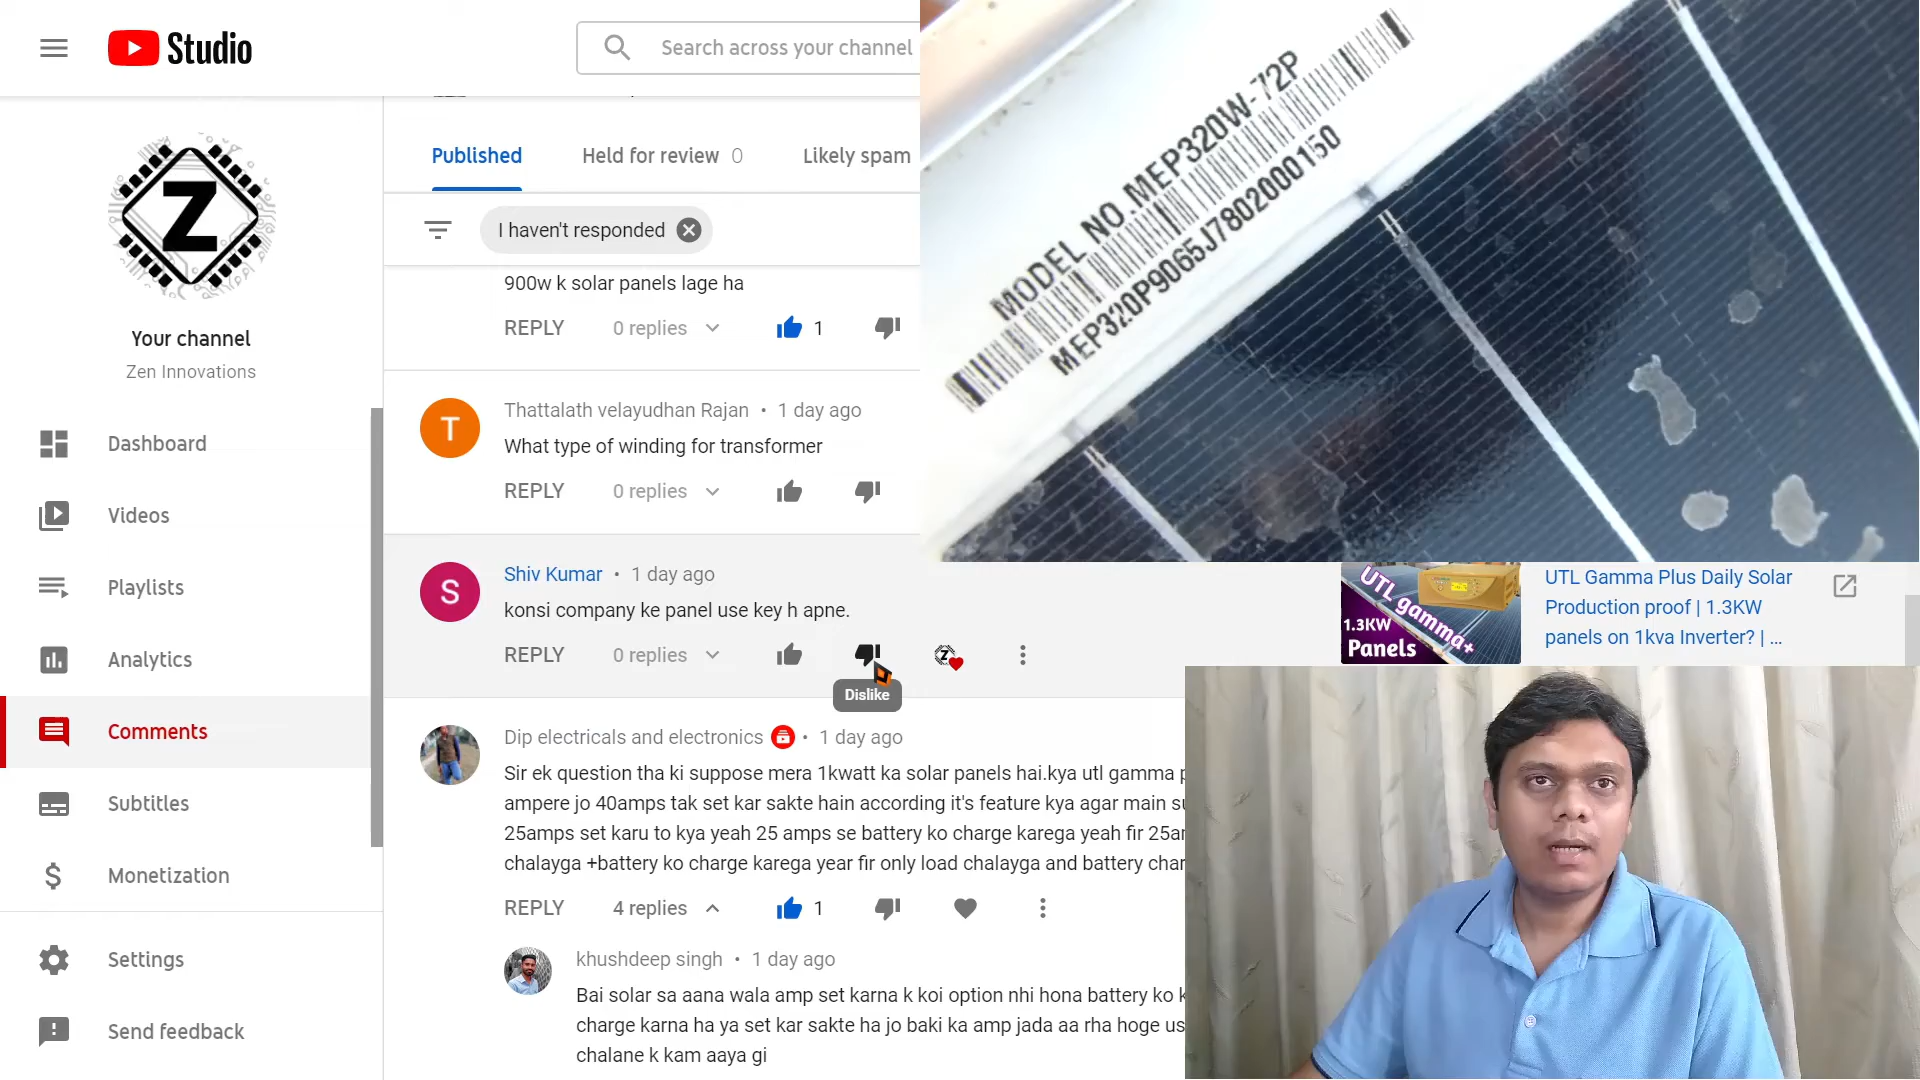 Studio
Search across your channel
Your channel
Zen Innovations
Dashboard
Videos
Playlists
Analytics
Comments
Subtitles
Monetization
Settings
Send feedback
Published
Held for review 0
Likely spam
I haven't responded
900w k solar panels lage ha
REPLY 0 replies 1
T
Thattalath velayudhan Rajan • 1 day ago
What type of winding for transformer
REPLY 0 replies
S
Shiv Kumar • 1 day ago
konsi company ke panel use key h apne.
REPLY 0 replies
Z
Dislike
Dip electricals and electronics • 1 day ago
Sir ek question tha ki suppose mera 1kwatt ka solar panels hai.kya utl gamma
ampere jo 40amps tak set kar sakte hain according it's feature kya agar main
25amps set karu to kya yeah 25 amps se battery ko charge karega yeah fir
chalayga +battery ko charge karega year fir only load chalayga and battery
REPLY 4 replies 1
khushdeep singh • 1 day ago
Bai solar sa aana wala amp set karna k koi option nhi hona battery ko
charge karna ha ya set kar sakte ha jo baki ka amp jada aa rha hoge
chalane k kam aaya gi
MODEL NO.MEP320W-72P
MEP320P9065J7802000150
UTL gamma+
1.3KW
Panels
UTL Gamma Plus Daily Solar
Production proof | 1.3KW
panels on 1kva Inverter? | ...
Z